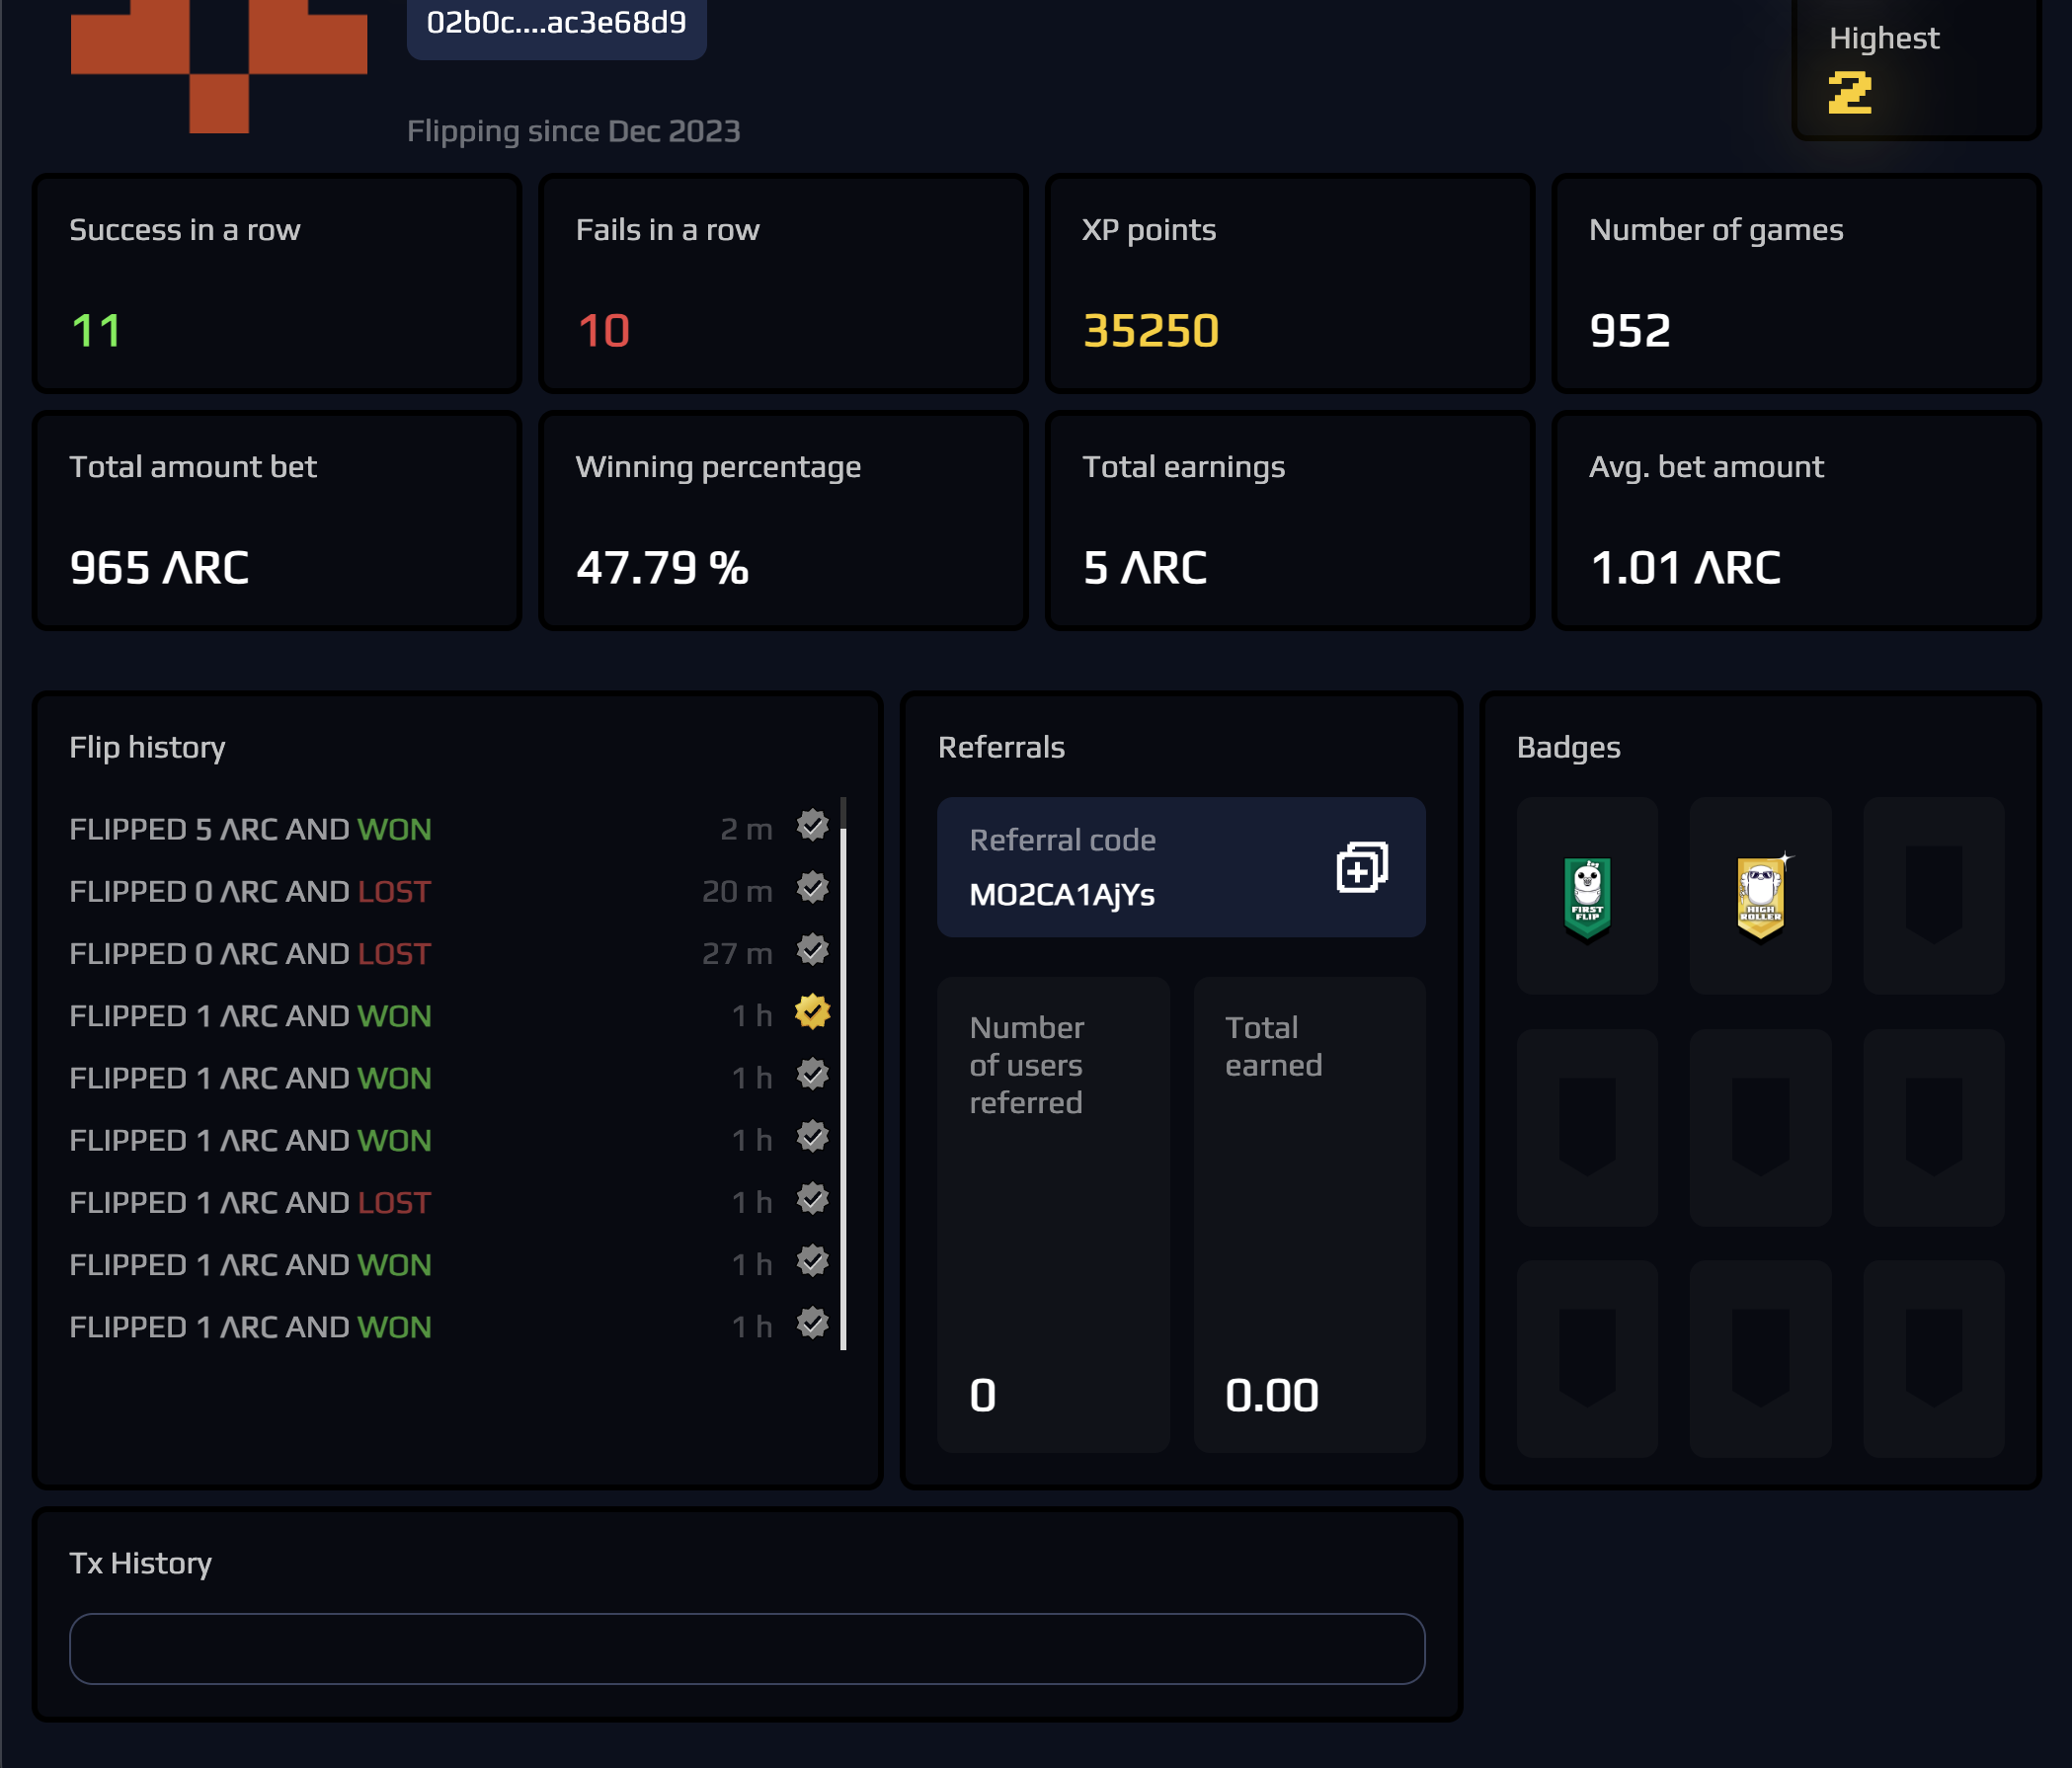 02b0c....ac3e68d9
Flipping since Dec 2023
Highest
2
Success in a row
11
Fails in a row
10
XP points
35250
Number of games
952
Total amount bet
965 ΛRC
Winning percentage
47.79 %
Total earnings
5 ΛRC
Avg. bet amount
1.01 ΛRC
Flip history
FLIPPED 5 ΛRC AND WON 2 m
FLIPPED 0 ΛRC AND LOST 20 m
FLIPPED 0 ΛRC AND LOST 27 m
FLIPPED 1 ΛRC AND WON 1 h
FLIPPED 1 ΛRC AND WON 1 h
FLIPPED 1 ΛRC AND WON 1 h
FLIPPED 1 ΛRC AND LOST 1 h
FLIPPED 1 ΛRC AND WON 1 h
FLIPPED 1 ΛRC AND WON 1 h
Referrals
Referral code
MO2CA1AjYs
Number
of users
referred
0
Total
earned
0.00
Badges
FIRST
FLIP
HIGH
ROLLER
Tx History